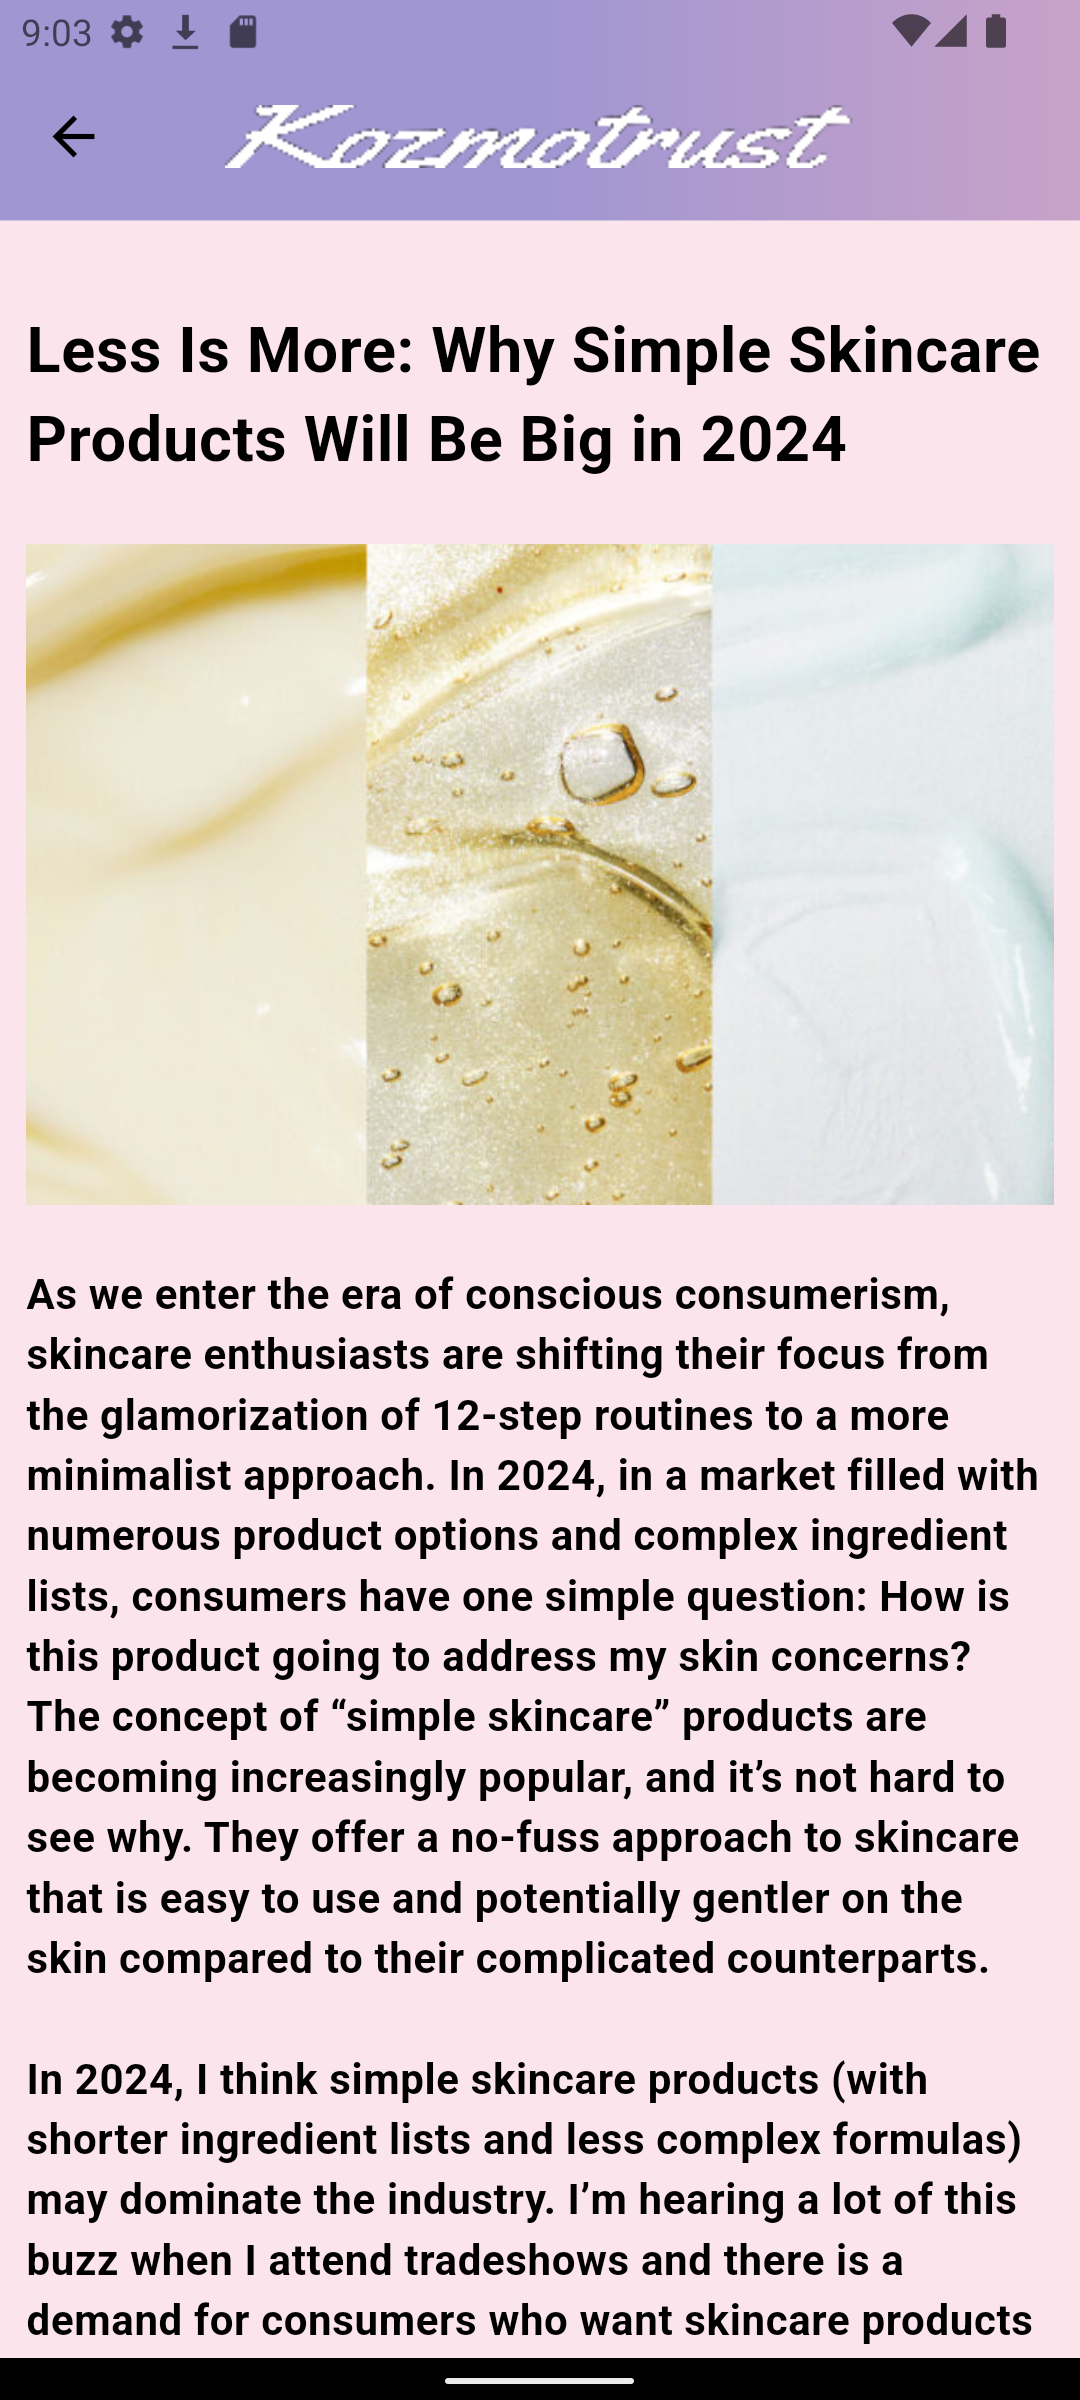 9:03
Kozmotrust
Less Is More: Why Simple Skincare
Products Will Be Big in 2024
As we enter the era of conscious consumerism,
skincare enthusiasts are shifting their focus from
the glamorization of 12-step routines to a more
minimalist approach. In 2024, in a market filled with
numerous product options and complex ingredient
lists, consumers have one simple question: How is
this product going to address my skin concerns?
The concept of “simple skincare” products are
becoming increasingly popular, and it’s not hard to
see why. They offer a no-fuss approach to skincare
that is easy to use and potentially gentler on the
skin compared to their complicated counterparts.
In 2024, I think simple skincare products (with
shorter ingredient lists and less complex formulas)
may dominate the industry. I’m hearing a lot of this
buzz when I attend tradeshows and there is a
demand for consumers who want skincare products